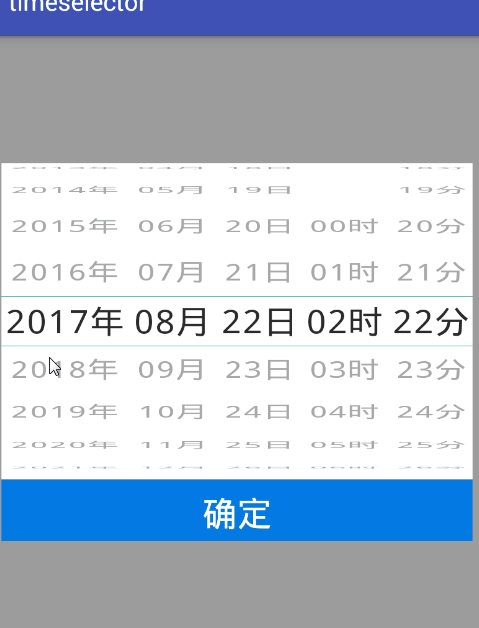 timeselector
2014年 05月 19日 19分
2015年 06月 20日 00时 20分
2016年 07月 21日 01时 21分
2017年 08月 22日 02时 22分
2018年 09月 23日 03时 23分
2019年 10月 24日 04时 24分
2020年 11月 25日 05时 25分
确定